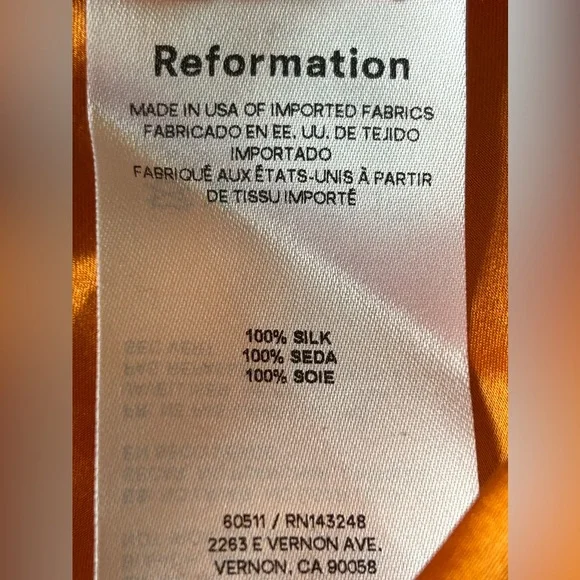 Reformation
MADE IN USA OF IMPORTED FABRICS
FABRICADO EN EE. UU. DE TEJIDO
IMPORTADO
FABRIQUÉ AUX ÉTATS-UNIS À PARTIR
DE TISSU IMPORTÉ
100% SILK
100% SEDA
100% SOIE
60511 / RN143248
2263 E VERNON AVE.
VERNON, CA 90058